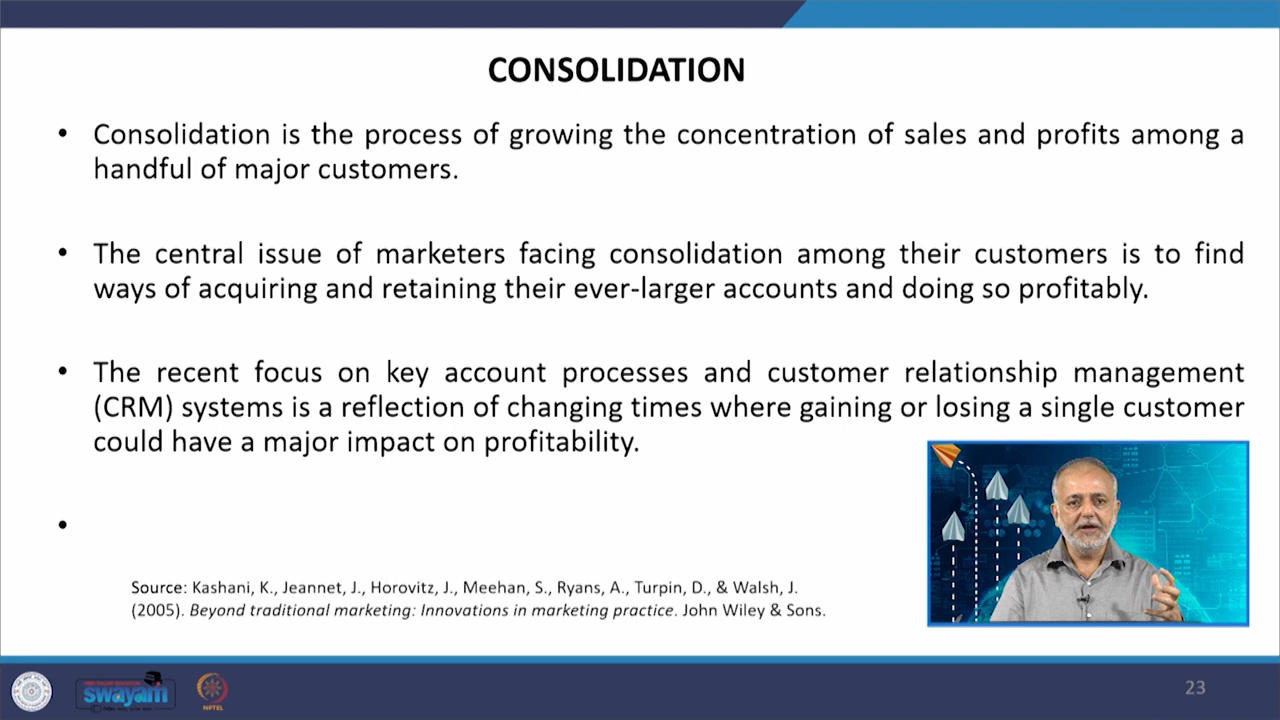 CONSOLIDATION
• Consolidation is the process of growing the concentration of sales and profits among a
handful of major customers.
• The central issue of marketers facing consolidation among their customers is to find
ways of acquiring and retaining their ever-larger accounts and doing so profitably.
• The recent focus on key account processes and customer relationship management
(CRM) systems is a reflection of changing times where gaining or losing a single customer
could have a major impact on profitability.
•
Source: Kashani, K., Jeannet, J., Horovitz, J., Meehan, S., Ryans, A., Turpin, D., & Walsh, J.
(2005). Beyond traditional marketing: Innovations in marketing practice. John Wiley & Sons.
swayam
NPTEL
23